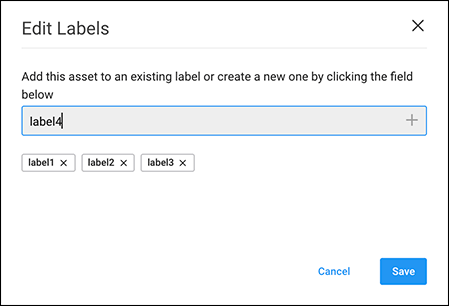 Edit Labels
Add this asset to an existing label or create a new one by clicking the field
below
label4
label1 label2 label3
Cancel Save